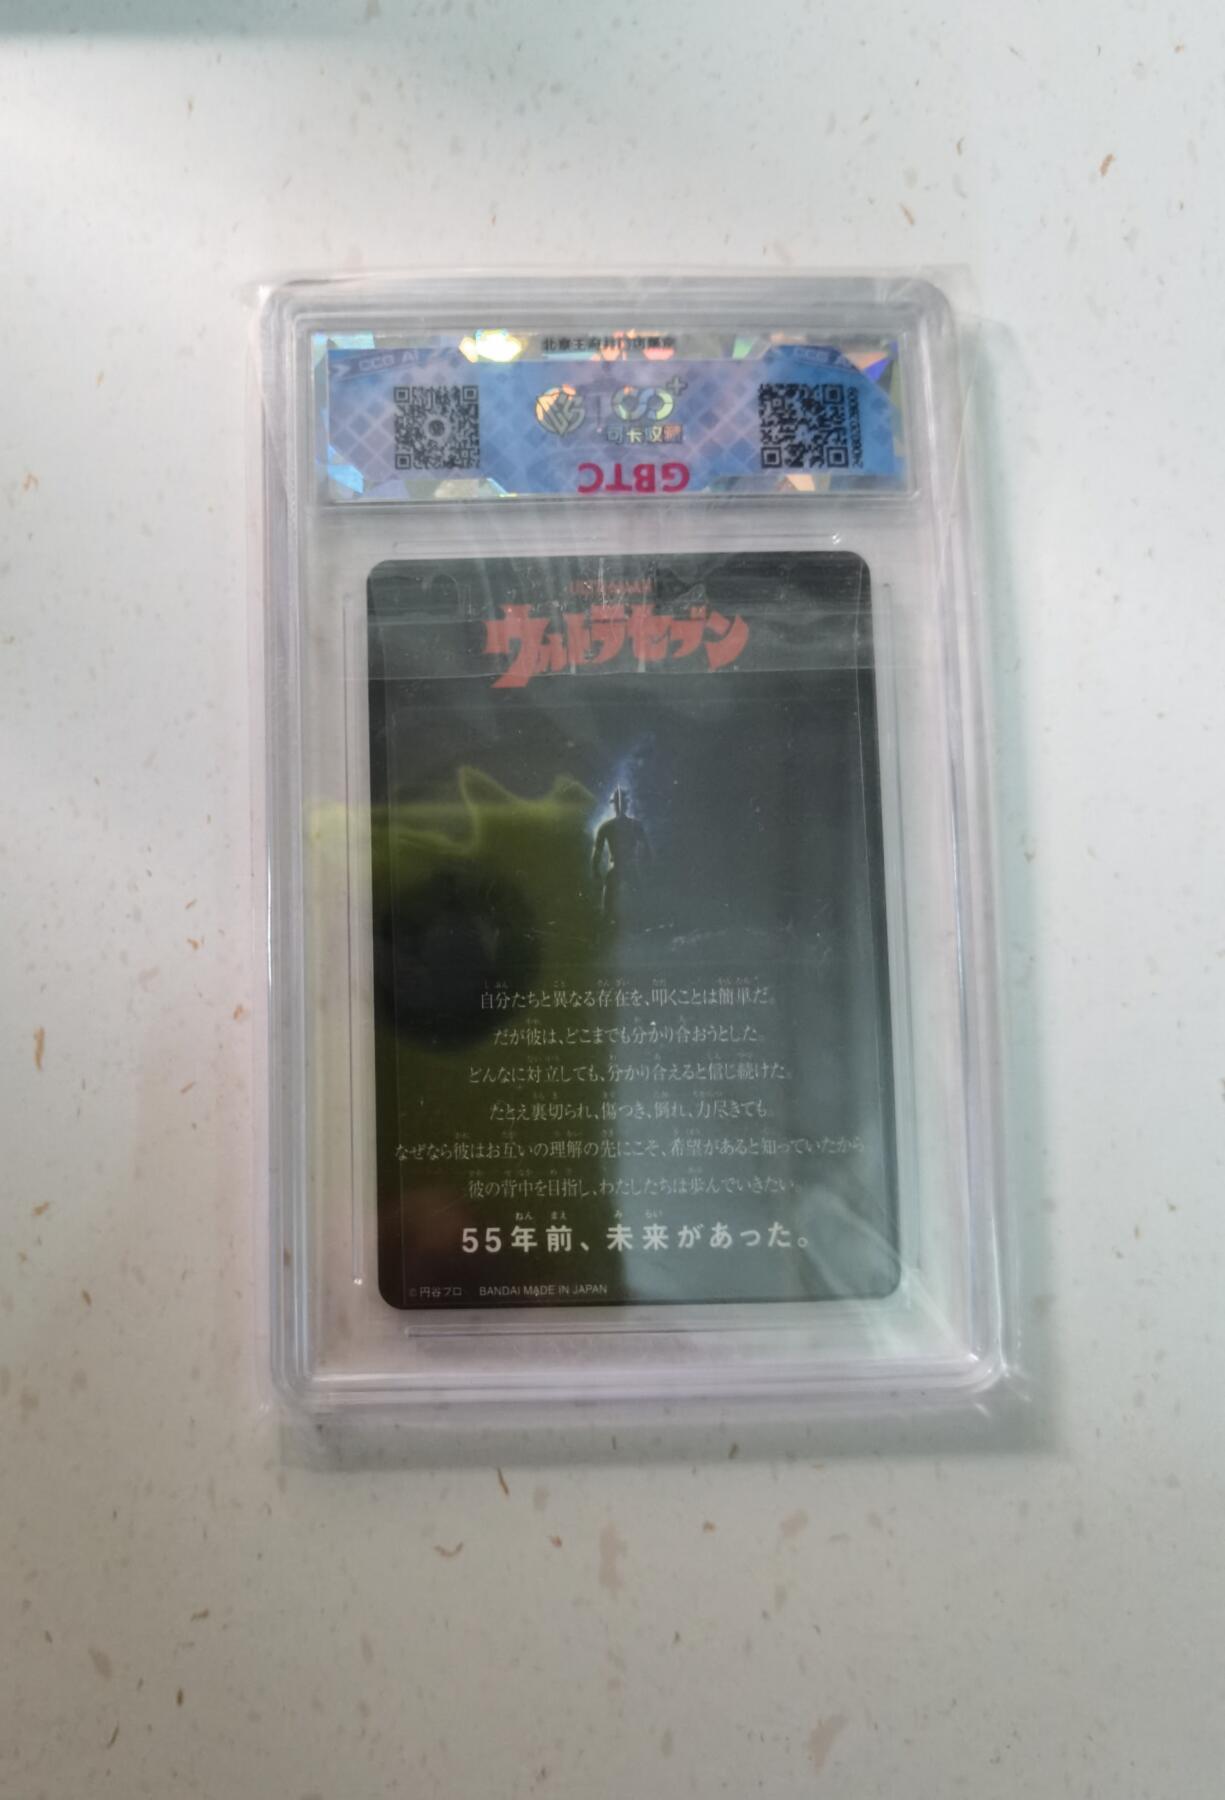 北京王府井门店鉴定
CCG AI
CCG A
可卡收藏
GBTC
ウルトラセブン
自分たちと異なる存在を、叩くことは簡単だ。
だが彼は、どこまでも分かり合おうとした。
どんなに対立しても、分かり合えると信じ続けた。
たとえ裏切られ、傷つき、倒れ、力尽きても。
なぜなら彼はお互いの理解の先にこそ、希望があると知っていたから
彼の背中を目指し、わたしたちは歩んでいきたい。
55年前、未来があった。
©円谷プロ BANDAI MADE IN JAPAN